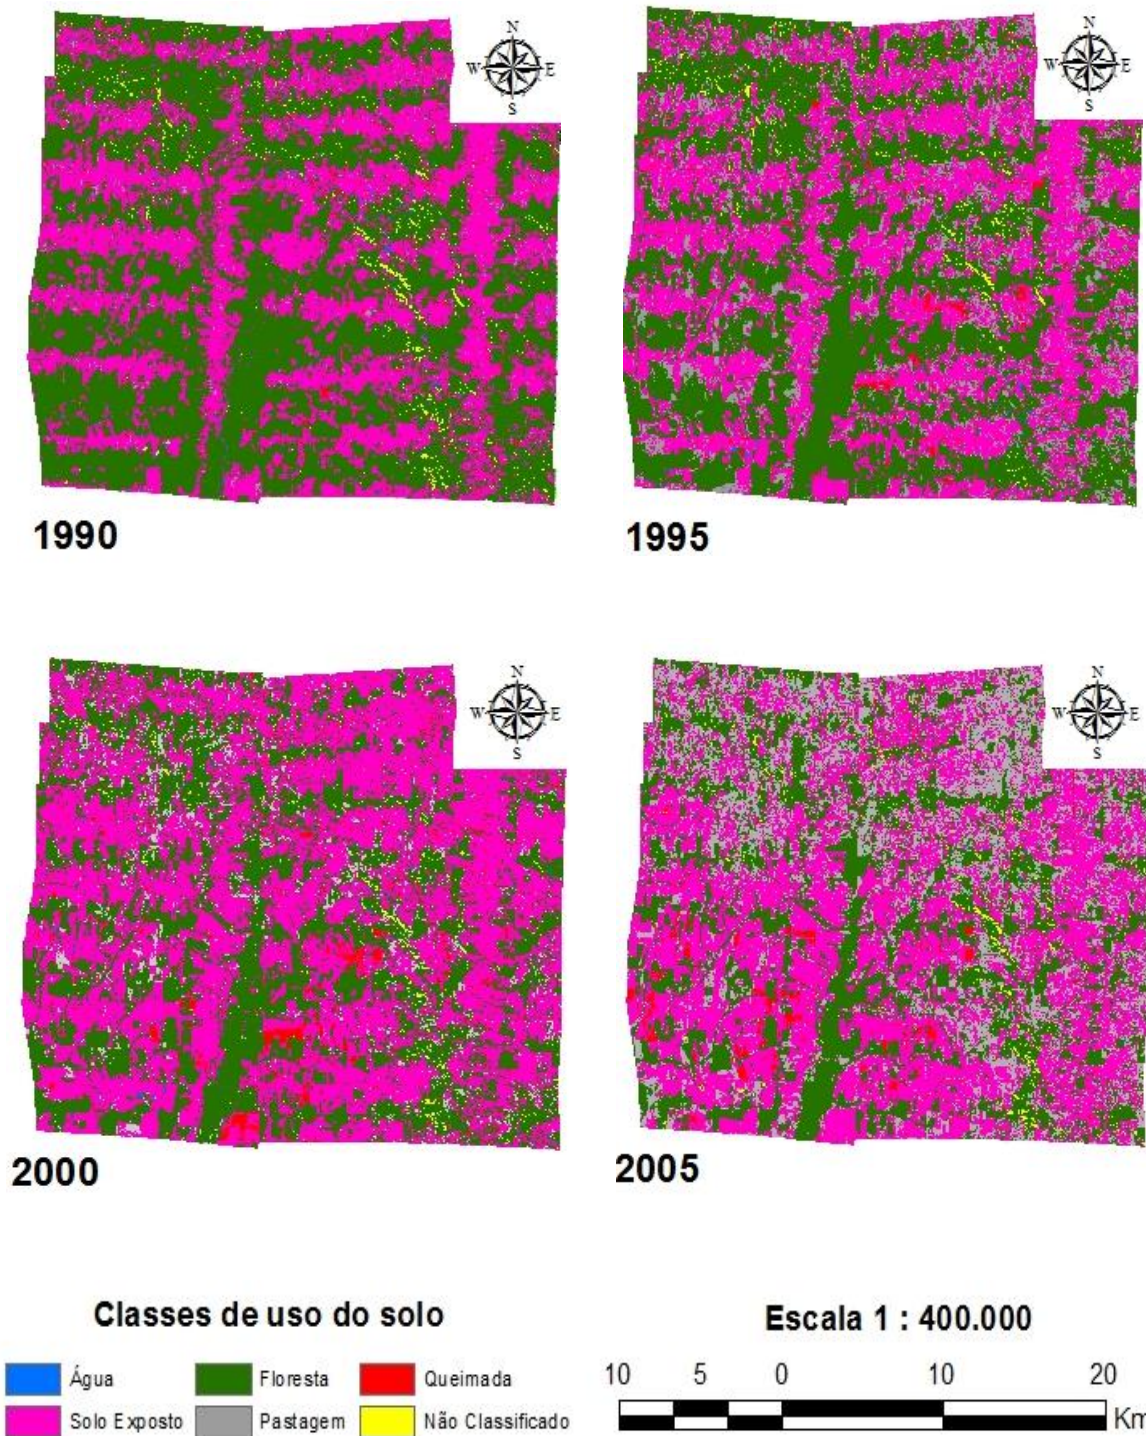 N
W E
S
N
W E
S
1990
1995
N
W E
S
N
W E
S
2000
2005
Classes de uso do solo
Escala 1 : 400.000
Água Floresta Queimada
Solo Exposto Pastagem Não Classificado
10 5 0 10 20
Km